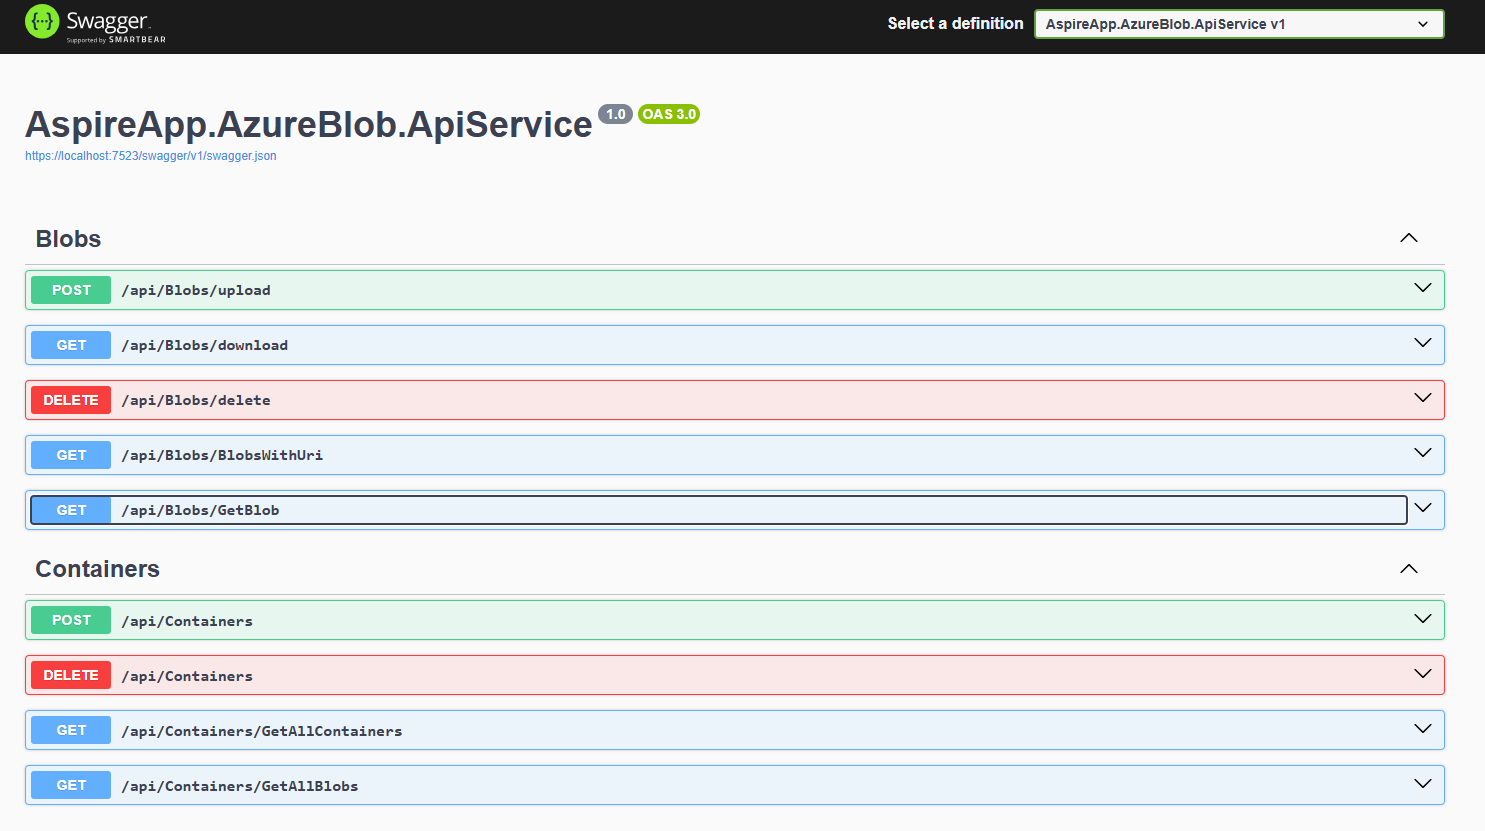 {···} Swagger.
Supported by SMARTBEAR
Select a definition
AspireApp.AzureBlob.ApiService v1
AspireApp.AzureBlob.ApiService 1.0 OAS 3.0
https://localhost:7523/swagger/v1/swagger.json
Blobs
POST /api/Blobs/upload
GET /api/Blobs/download
DELETE /api/Blobs/delete
GET /api/Blobs/BlobsWithUri
GET /api/Blobs/GetBlob
Containers
POST /api/Containers
DELETE /api/Containers
GET /api/Containers/GetAllContainers
GET /api/Containers/GetAllBlobs